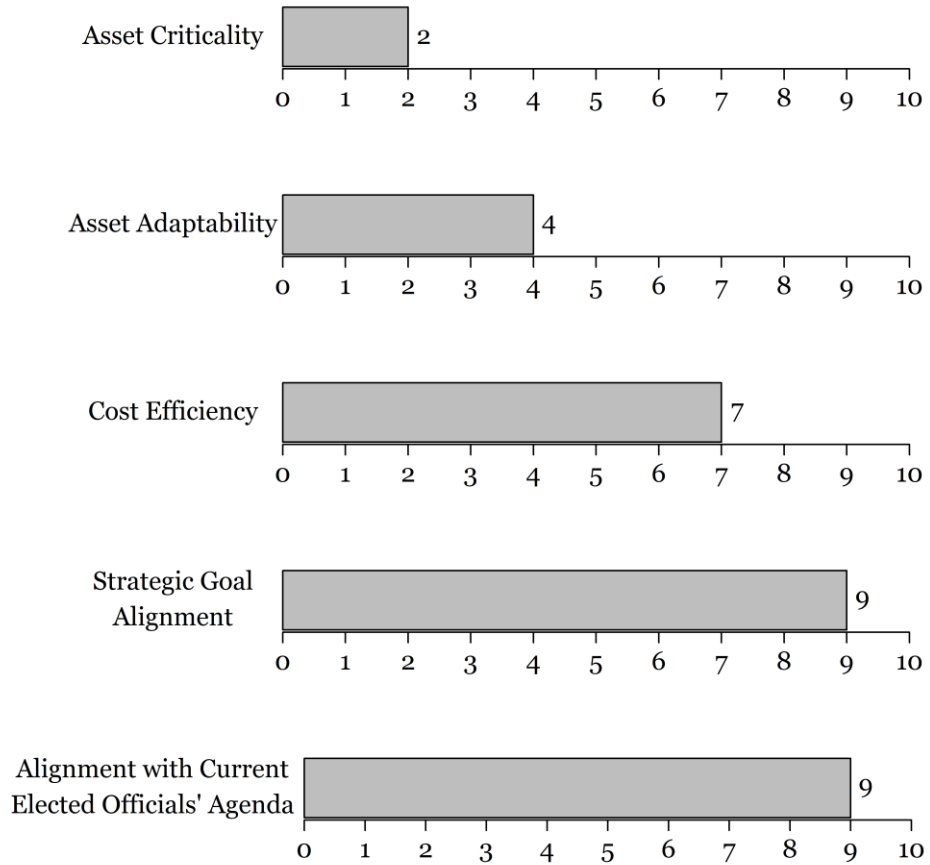 Asset Criticality 2
0 1 2 3 4 5 6 7 8 9 10
Asset Adaptability 4
0 1 2 3 4 5 6 7 8 9 10
Cost Efficiency 7
0 1 2 3 4 5 6 7 8 9 10
Strategic Goal
Alignment
9
0 1 2 3 4 5 6 7 8 9 10
Alignment with Current
Elected Officials' Agenda
9
0 1 2 3 4 5 6 7 8 9 10